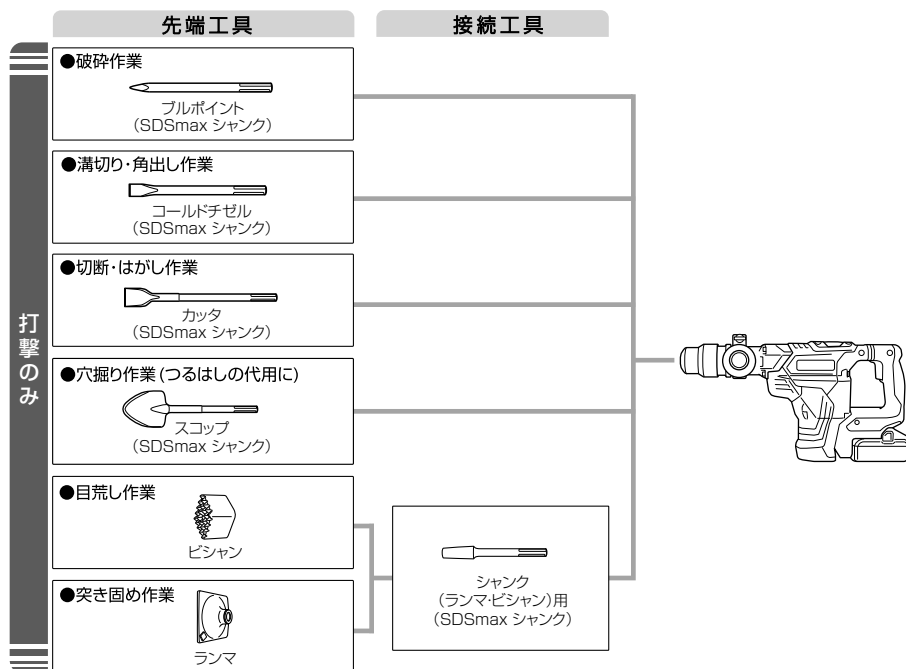 先端工具
接続工具
打撃のみ
●破砕作業
ブルポイント
(SDSmax シャンク)
●溝切り・角出し作業
コールドチゼル
(SDSmax シャンク)
●切断・はがし作業
カッタ
(SDSmax シャンク)
●穴掘り作業(つるはしの代用に)
スコップ
(SDSmax シャンク)
●目荒し作業
ビシャン
●突き固め作業
ランマ
シャンク
(ランマ・ビシャン)用
(SDSmax シャンク)